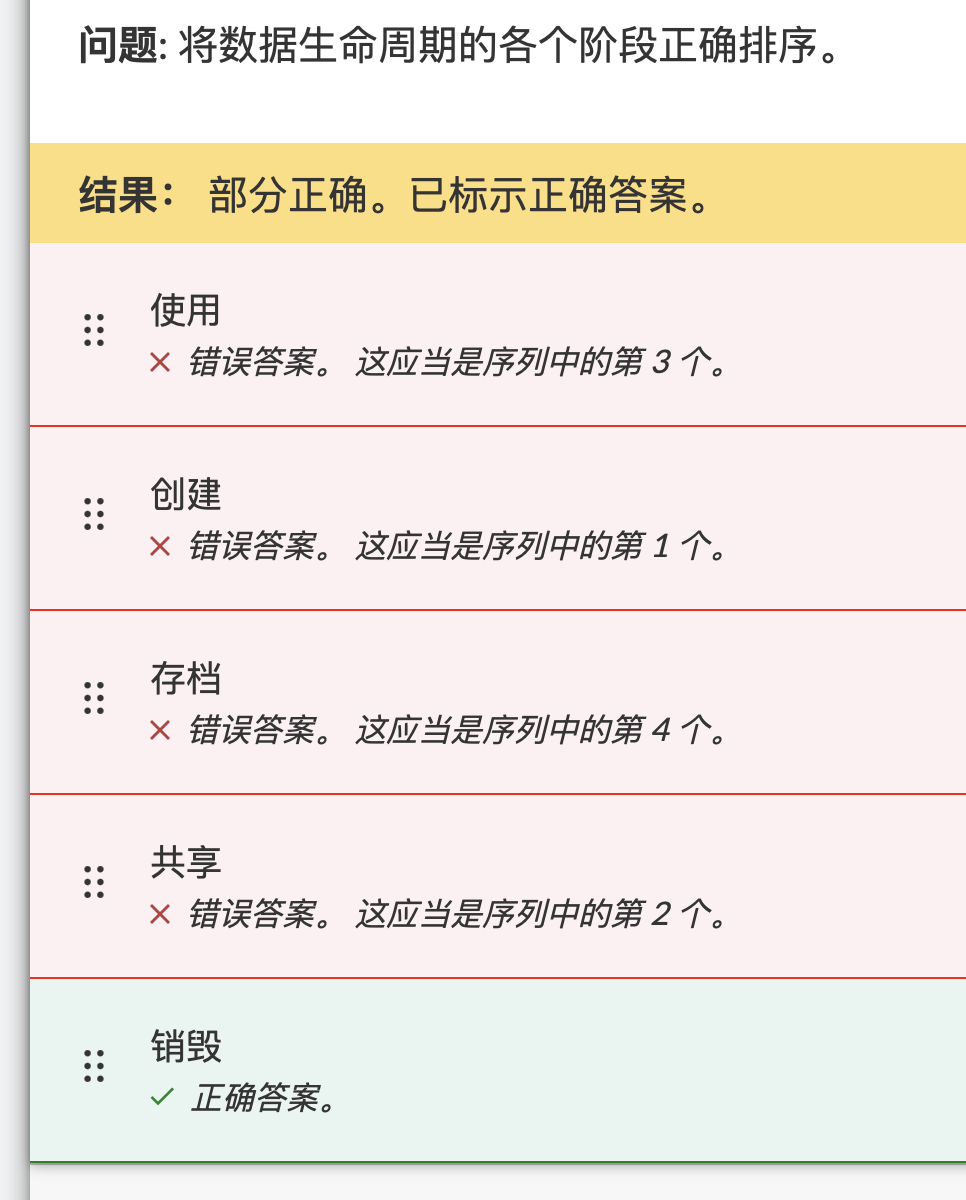 问题: 将数据生命周期的各个阶段正确排序。
结果： 部分正确。已标示正确答案。
使用
错误答案。 这应当是序列中的第 3 个。
创建
错误答案。 这应当是序列中的第 1 个。
存档
错误答案。 这应当是序列中的第 4 个。
共享
错误答案。 这应当是序列中的第 2 个。
销毁
正确答案。